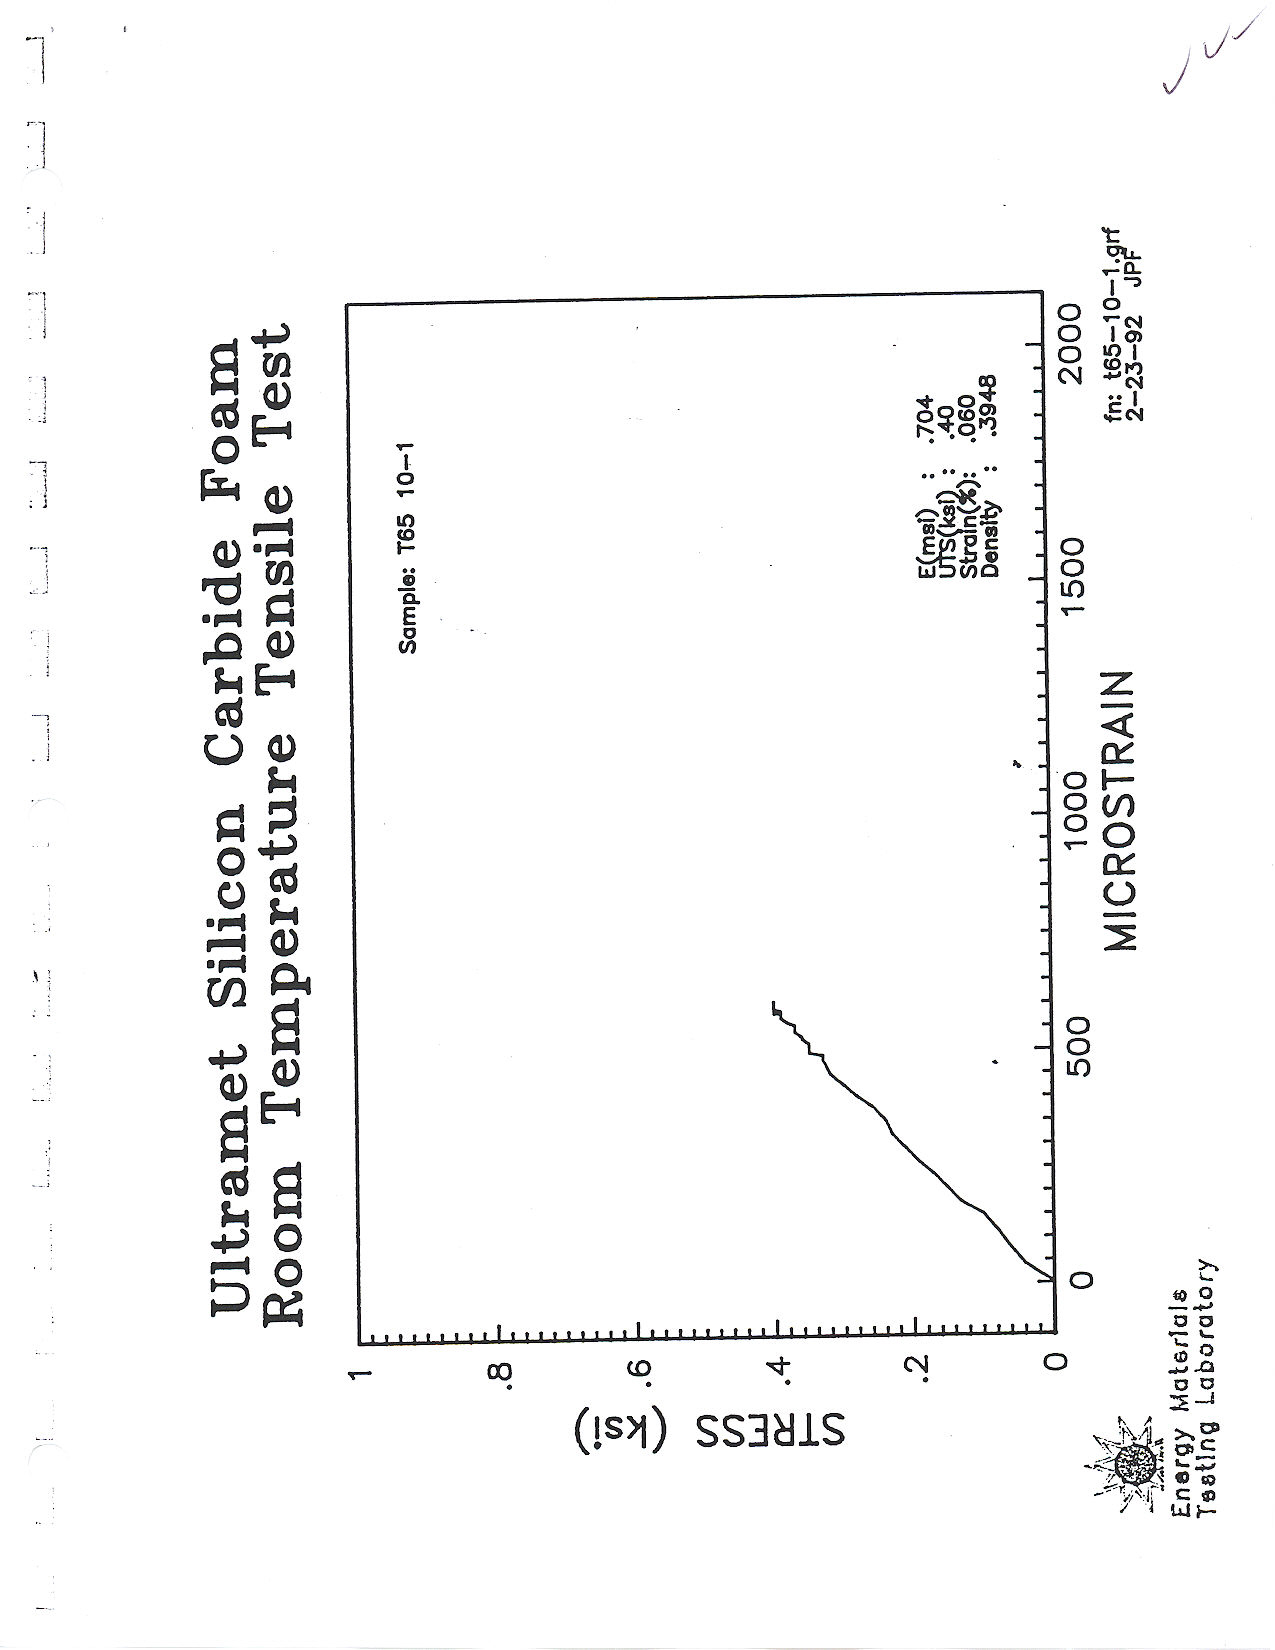 Ultramet Silicon Carbide Foam
Room Temperature Tensile Test
Sample: T65 10-1
STRESS (ksi)
1
.8
.6
.4
.2
0
E(msi) : .704
UTS(ksi) : .40
Strain(%): .060
Density : .3948
0 500 1000 1500 2000
MICROSTRAIN
fn: t65-10-1.grf
2-23-92 JPF
Energy Materials
Testing Laboratory